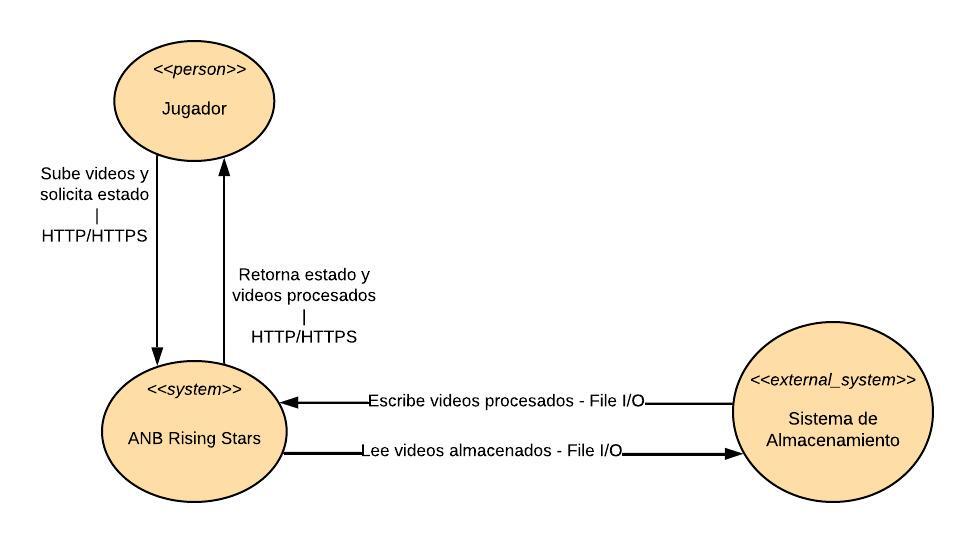 <<person>>
Jugador
Sube videos y
solicita estado
|
HTTP/HTTPS
Retorna estado y
videos procesados
|
HTTP/HTTPS
<<system>>
ANB Rising Stars
Escribe videos procesados - File I/O
Lee videos almacenados - File I/O
<<external_system>>
Sistema de
Almacenamiento